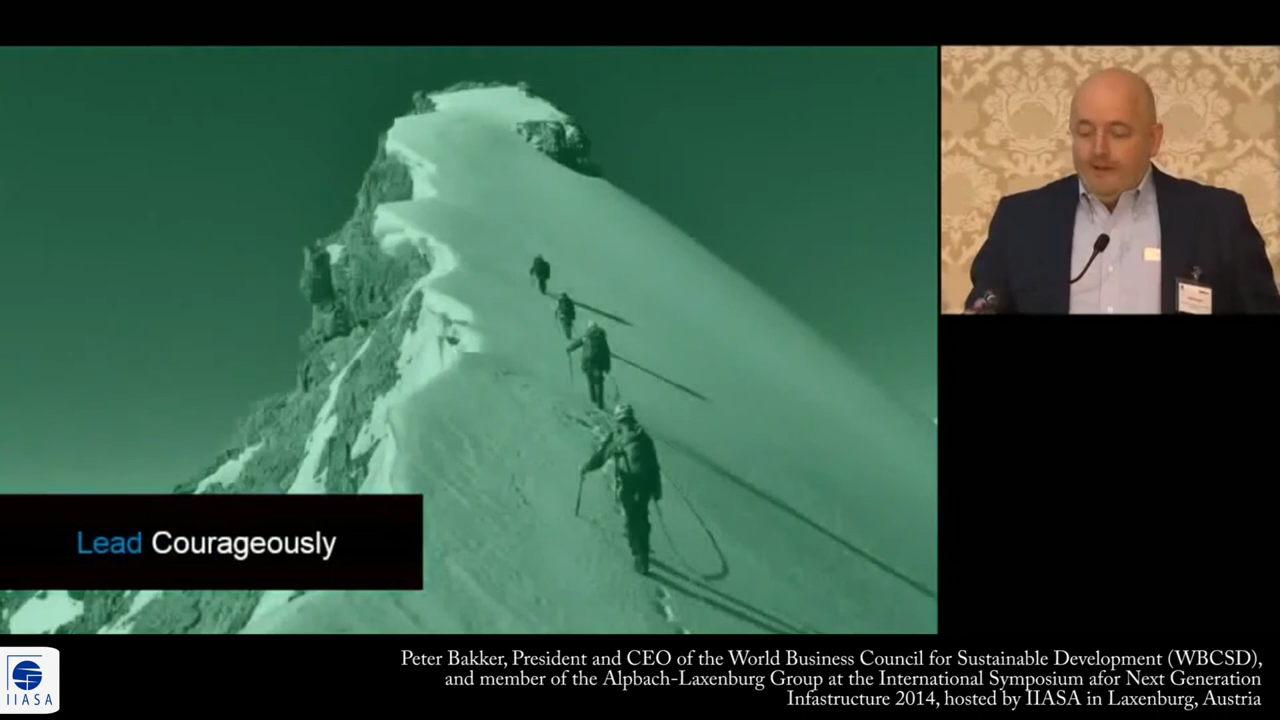 Lead Courageously
Peter Bakker, President and CEO of the World Business Council for Sustainable Development (WBCSD),
and member of the Alpbach-Laxenburg Group at the International Symposium afor Next Generation
Infastructure 2014, hosted by IIASA in Laxenburg, Austria
IIASA